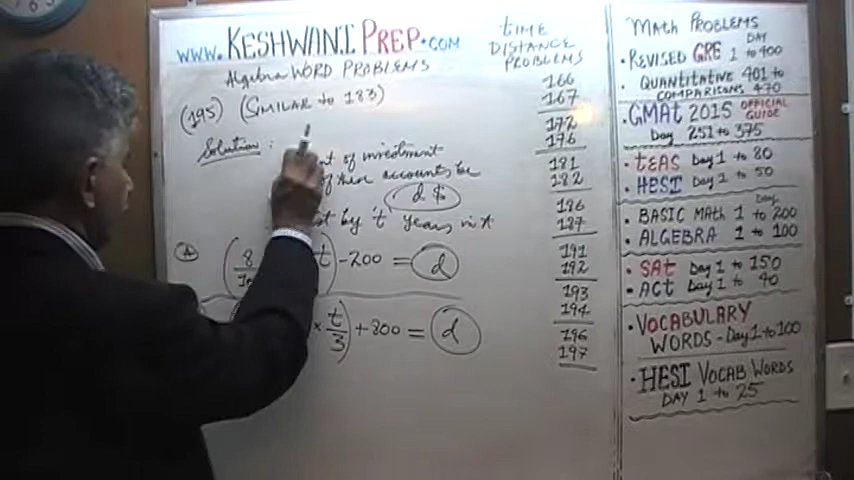 www.KESHWANIPREP.COM
Algebra WORD PROBLEMS
(195) (SIMILAR to 183)
Solution :
of investment
of these accounts be
d $
by 't' Years in
A
8 t) -200 = d
× t/3) +800 = d
TIME
DISTANCE
PROBLEMS
166
167
172
176
181
182
186
187
191
192
193
194
196
197
MATH PROBLEMS
DAY
• REVISED GRE 1 to 400
• QUANTITATIVE 401 to
COMPARISONS 470
• GMAt 2015 OFFICIAL
GUIDE
Day 251 to 375
• tEAS Day 1 to 80
• HESI Day 1 to 50
Day
• BASIC MAth 1 to 200
• ALGEBRA 1 to 100
• SAt Day 1 to 150
• ACt Day 1 to 40
• VOCABULARY
WORDS - Day 1 to 100
• HESI VOCAB WORDS
DAY 1 to 25